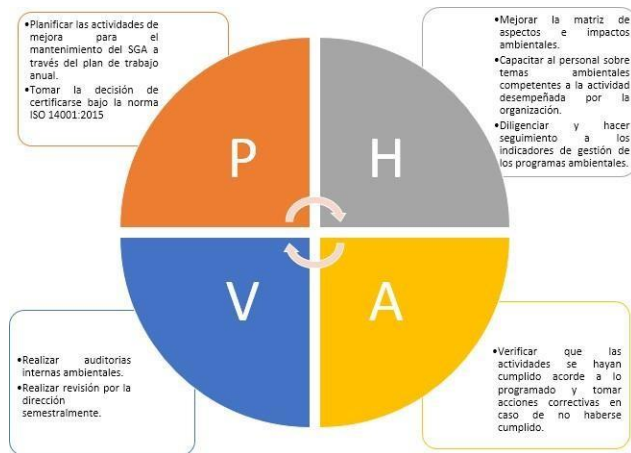 •Planificar las actividades de
mejora para el
mantenimiento del SGA a
través del plan de trabajo
anual.
•Tomar la decisión de
certificarse bajo la norma
ISO 14001:2015
•Mejorar la matriz de
aspectos e impactos
ambientales.
•Capacitar al personal sobre
temas ambientales
competentes a la actividad
desempeñada por la
organización.
•Diligenciar y hacer
seguimiento a los
indicadores de gestión de
los programas ambientales.
P
H
V
A
•Realizar auditorias
internas ambientales.
•Realizar revisión por la
dirección
semestralmente.
•Verificar que las
actividades se hayan
cumplido acorde a lo
programado y tomar
acciones correctivas en
caso de no haberse
cumplido.